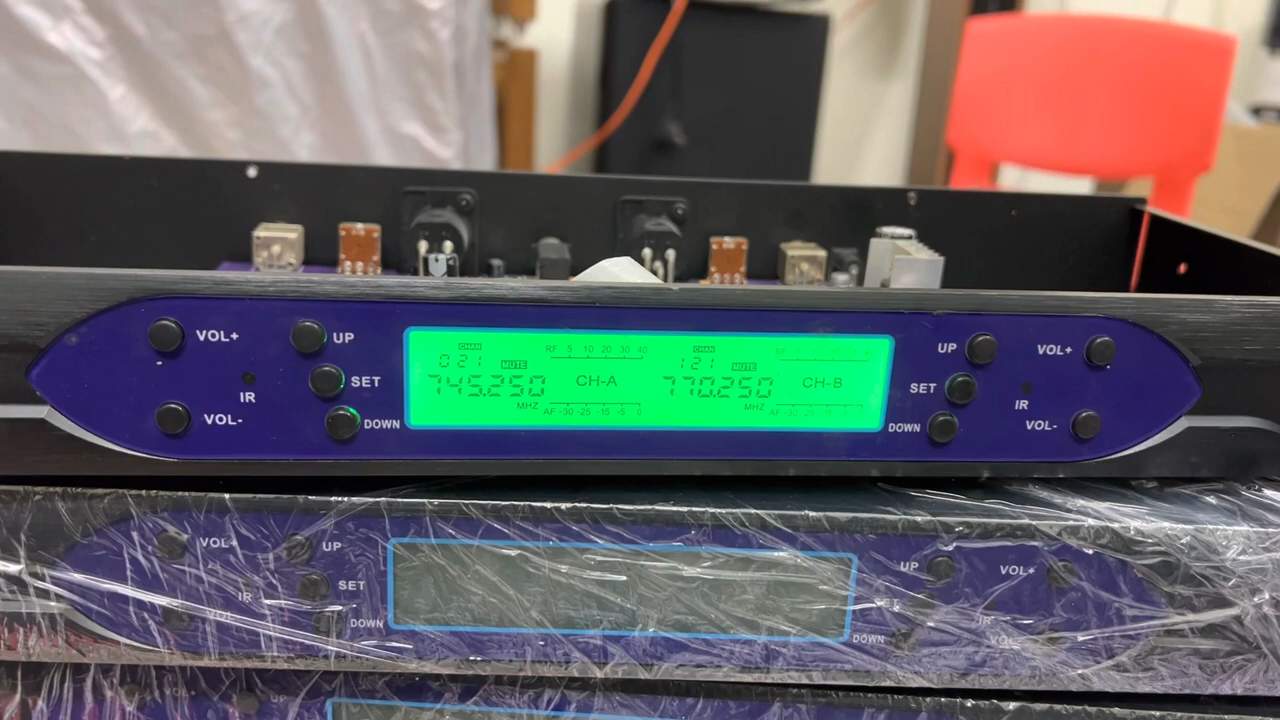 VOL+
UP
SET
IR
VOL-
DOWN
CHAN
021
MUTE
745.250
MHZ
RF 5 10 20 30 40
CH-A
AF -30 -25 -15 -5 0
CHAN
121
MUTE
770.250
MHZ
CH-B
UP
VOL+
SET
IR
DOWN
VOL-
VOL+
UP
SET
IR
VOL-
DOWN
UP
VOL+
SET
IR
DOWN
VOL+
UP